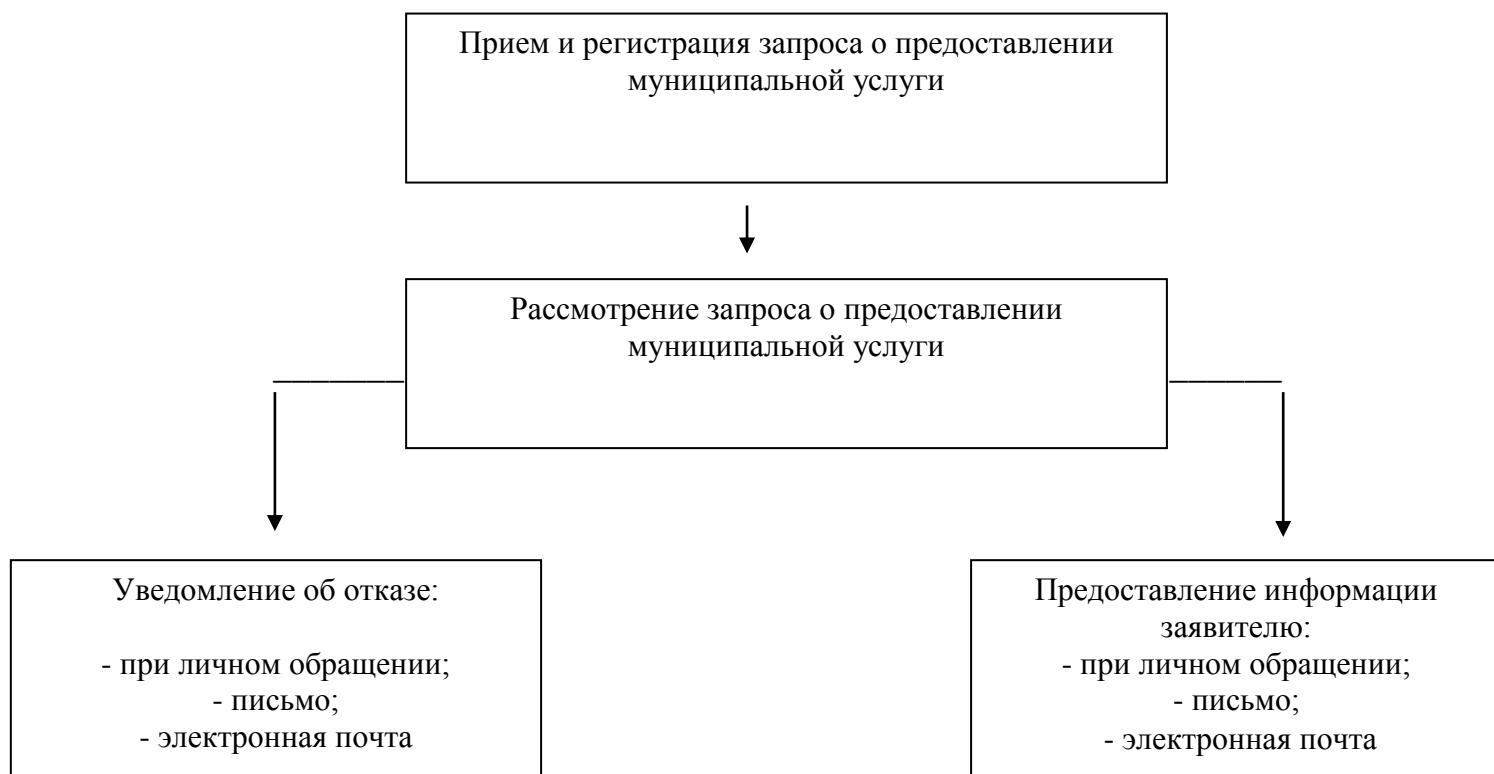 Прием и регистрация запроса о предоставлении
муниципальной услуги
Рассмотрение запроса о предоставлении
муниципальной услуги
Уведомление об отказе:
- при личном обращении;
- письмо;
- электронная почта
Предоставление информации
заявителю:
- при личном обращении;
- письмо;
- электронная почта